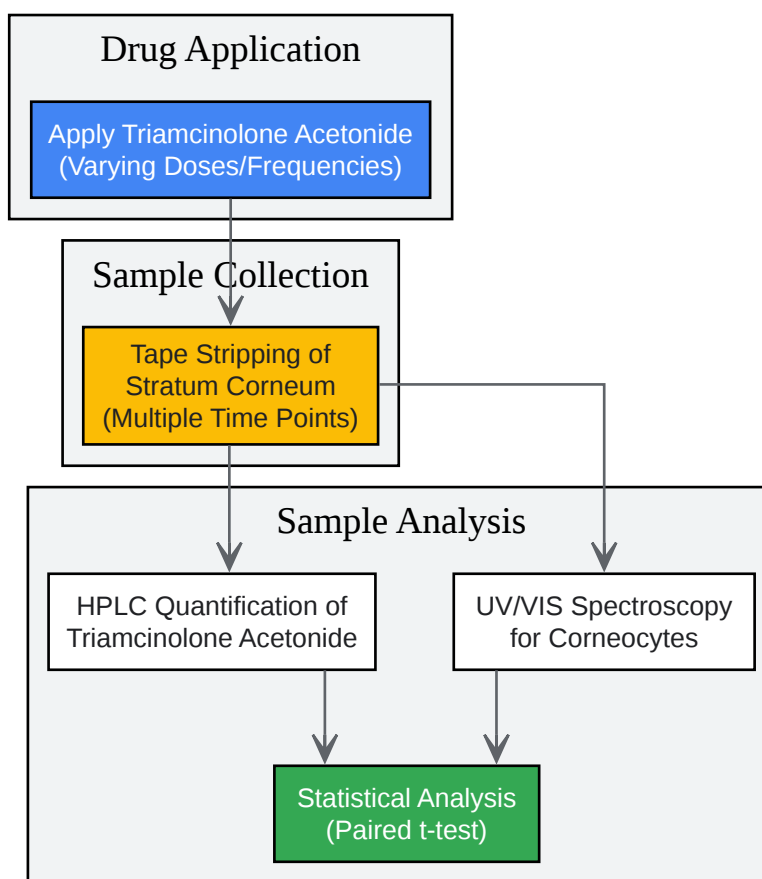 Drug Application
Apply Triamcinolone Acetonide
(Varying Doses/Frequencies)
Sample Collection
Tape Stripping of
Stratum Corneum
(Multiple Time Points)
Sample Analysis
HPLC Quantification of
Triamcinolone Acetonide
UV/VIS Spectroscopy
for Corneocytes
Statistical Analysis
(Paired t-test)